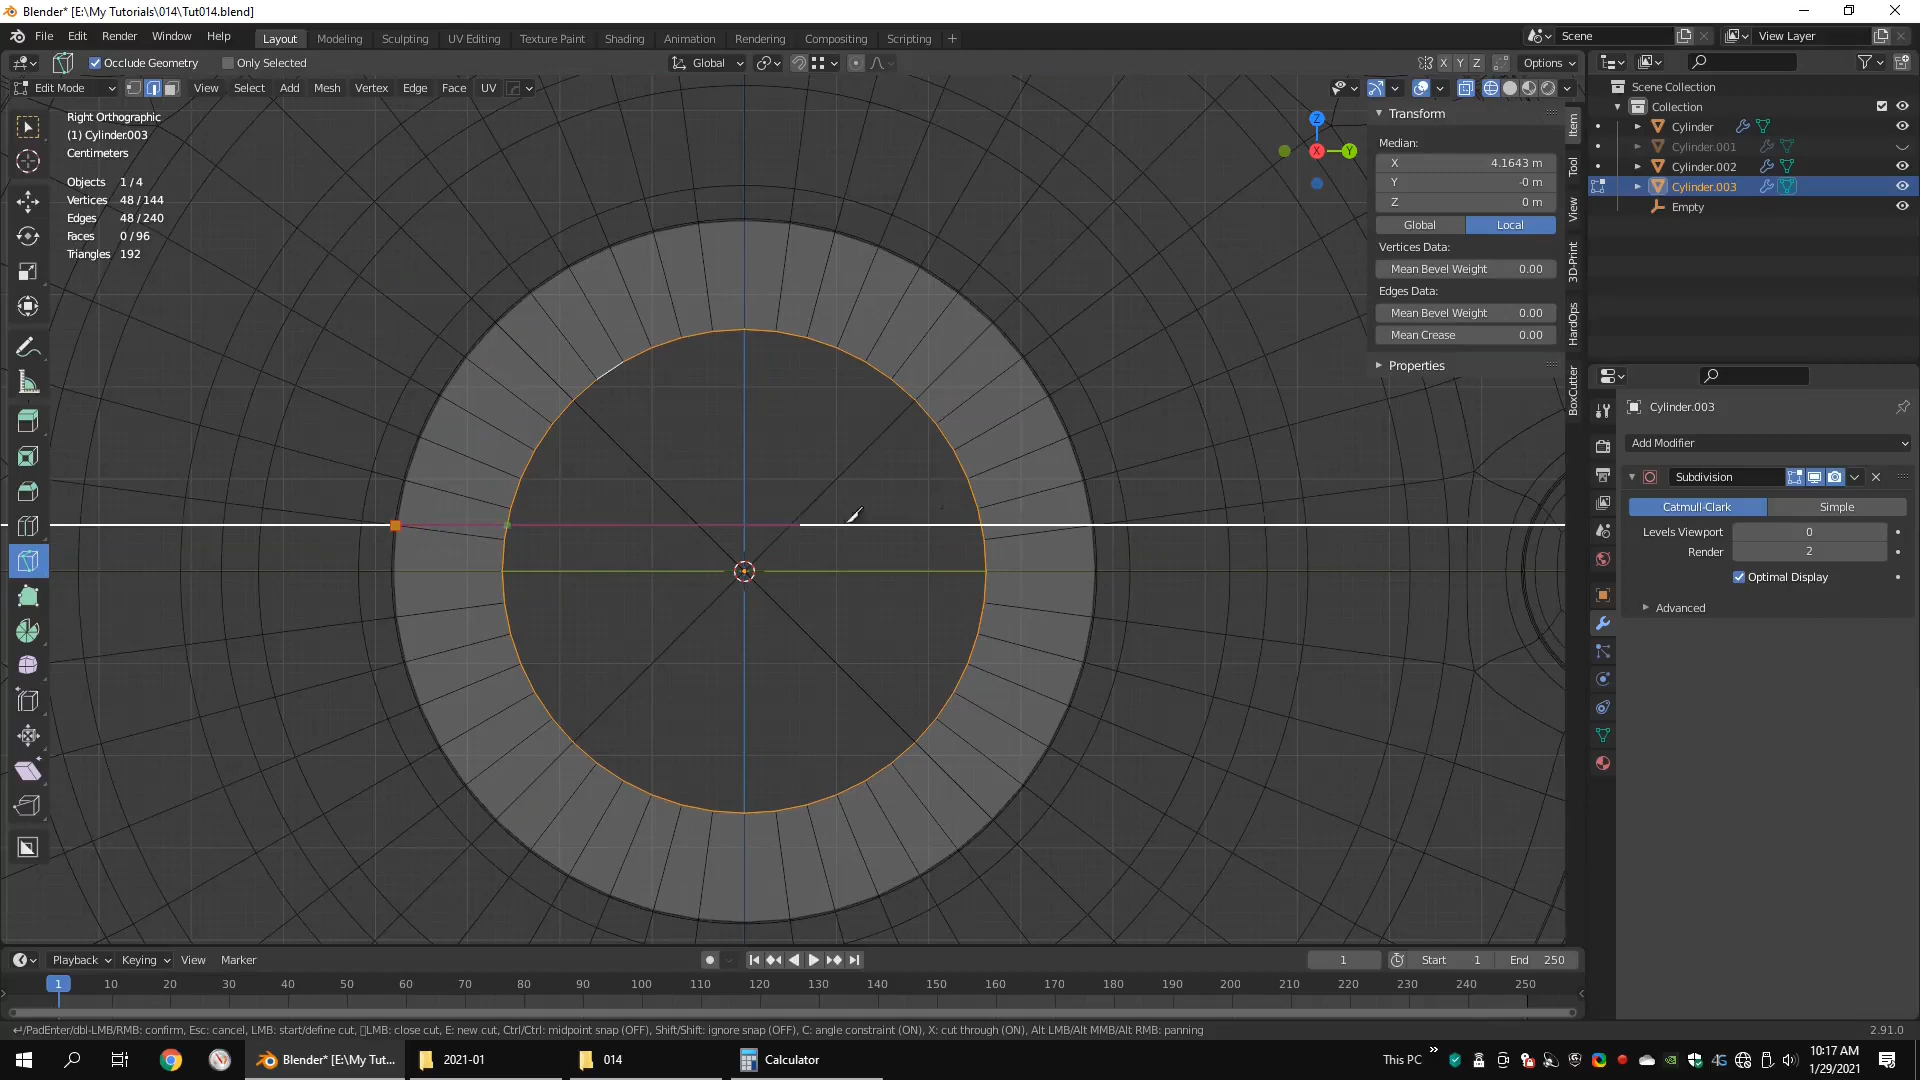 Blender* [E:\My Tutorials\014\Tut014.blend]
File Edit Render Window Help
Layout Modeling Sculpting UV Editing Texture Paint Shading Animation Rendering Compositing Scripting +
Scene
View Layer
Occlude Geometry Only Selected
Global
X Y Z Options
Edit Mode View Select Add Mesh Vertex Edge Face UV
Right Orthographic
(1) Cylinder.003
Centimeters
Objects 1 / 4
Vertices 48 / 144
Edges 48 / 240
Faces 0 / 96
Triangles 192
Z
X
Y
Transform
Median:
X 4.1643 m
Y -0 m
Z 0 m
Global Local
Vertices Data:
Mean Bevel Weight 0.00
Edges Data:
Mean Bevel Weight 0.00
Mean Crease 0.00
Properties
Item
Tool
View
3D-Print
HardOps
BoxCutter
Scene Collection
Collection
Cylinder
Cylinder.001
Cylinder.002
Cylinder.003
Empty
Cylinder.003
Add Modifier
Subdivision
Catmull-Clark Simple
Levels Viewport 0
Render 2
Optimal Display
Advanced
Playback Keying View Marker
1 Start 1 End 250
1 10 20 30 40 50 60 70 80 90 100 110 120 130 140 150 160 170 180 190 200 210 220 230 240 250
↵/PadEnter/dbl-LMB/RMB: confirm, Esc: cancel, LMB: start/define cut, ▯LMB: close cut, E: new cut, Ctrl/Ctrl: midpoint snap (OFF), Shift/Shift: ignore snap (OFF), C: angle constraint (ON), X: cut through (ON), Alt LMB/Alt MMB/Alt RMB: panning
2.91.0
Blender* [E:\My Tut...
2021-01
014
Calculator
This PC
4G
10:17 AM
1/29/2021